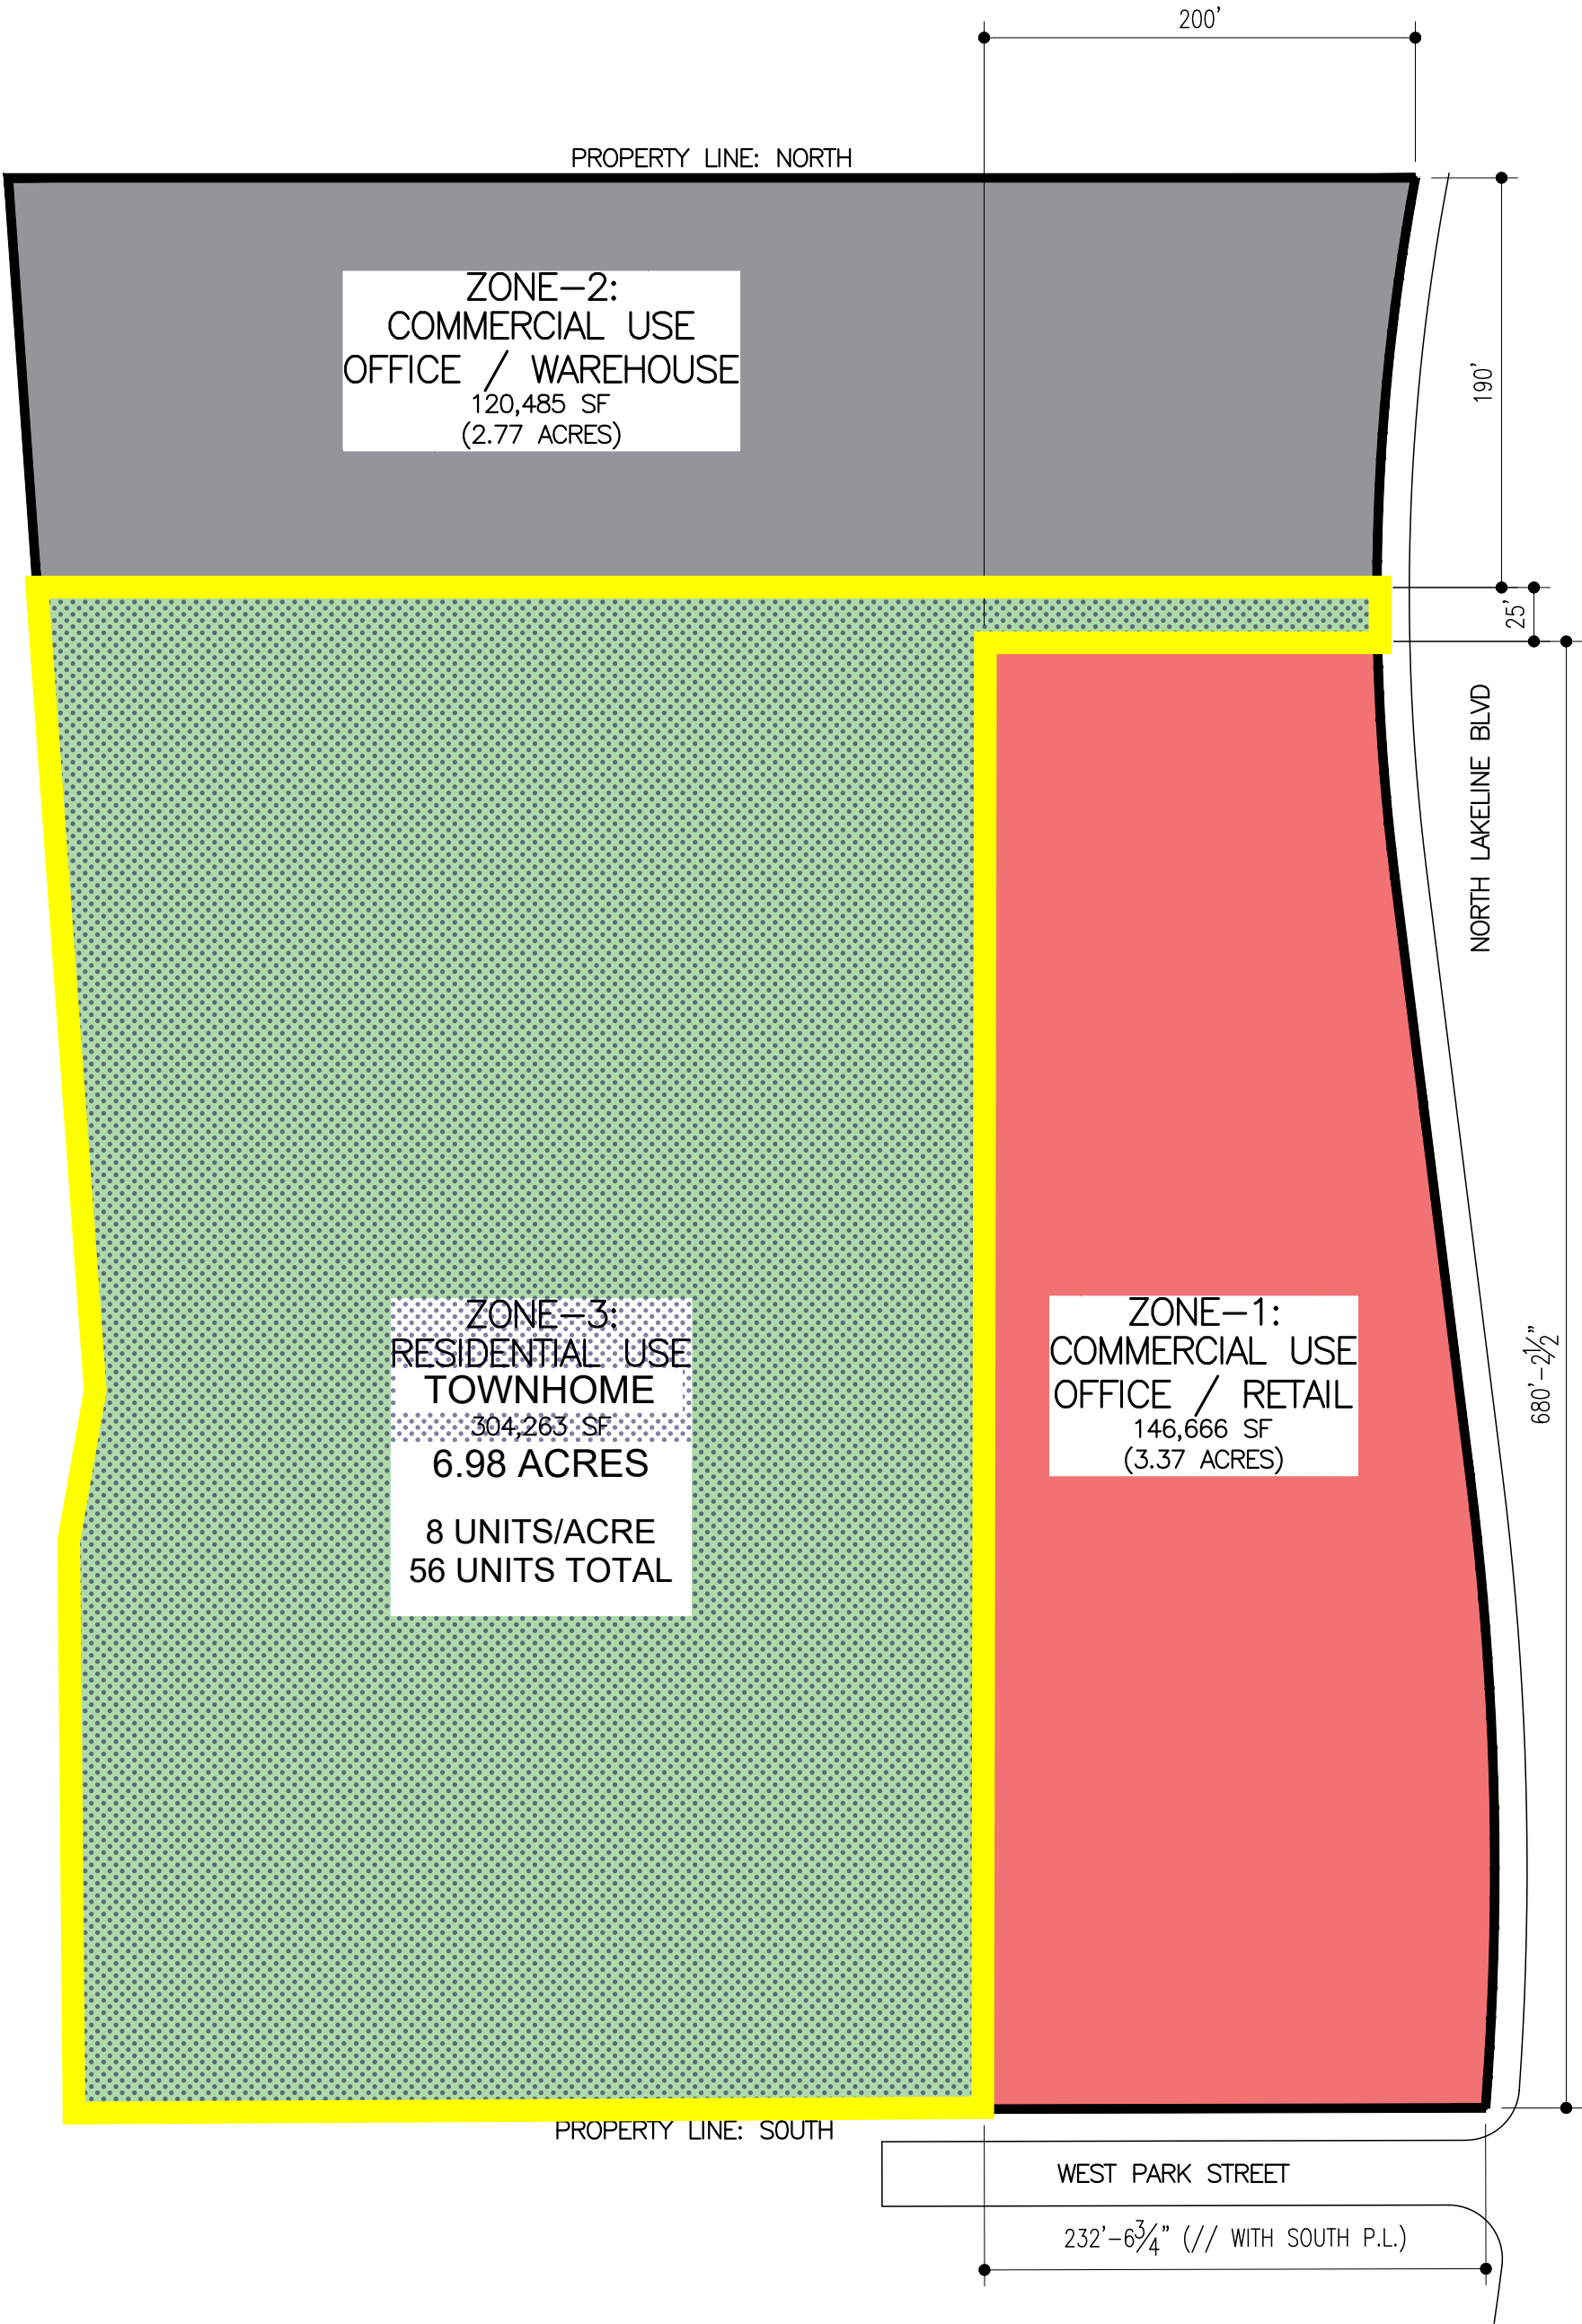 200'
PROPERTY LINE: NORTH
ZONE-2:
COMMERCIAL USE
OFFICE / WAREHOUSE
120,485 SF
(2.77 ACRES)
190'
25'
NORTH LAKELINE BLVD
ZONE-3:
RESIDENTIAL USE
TOWNHOME
304,263 SF
6.98 ACRES
8 UNITS/ACRE
56 UNITS TOTAL
ZONE-1:
COMMERCIAL USE
OFFICE / RETAIL
146,666 SF
(3.37 ACRES)
680'-2½"
PROPERTY LINE: SOUTH
WEST PARK STREET
232'-6¾" (// WITH SOUTH P.L.)